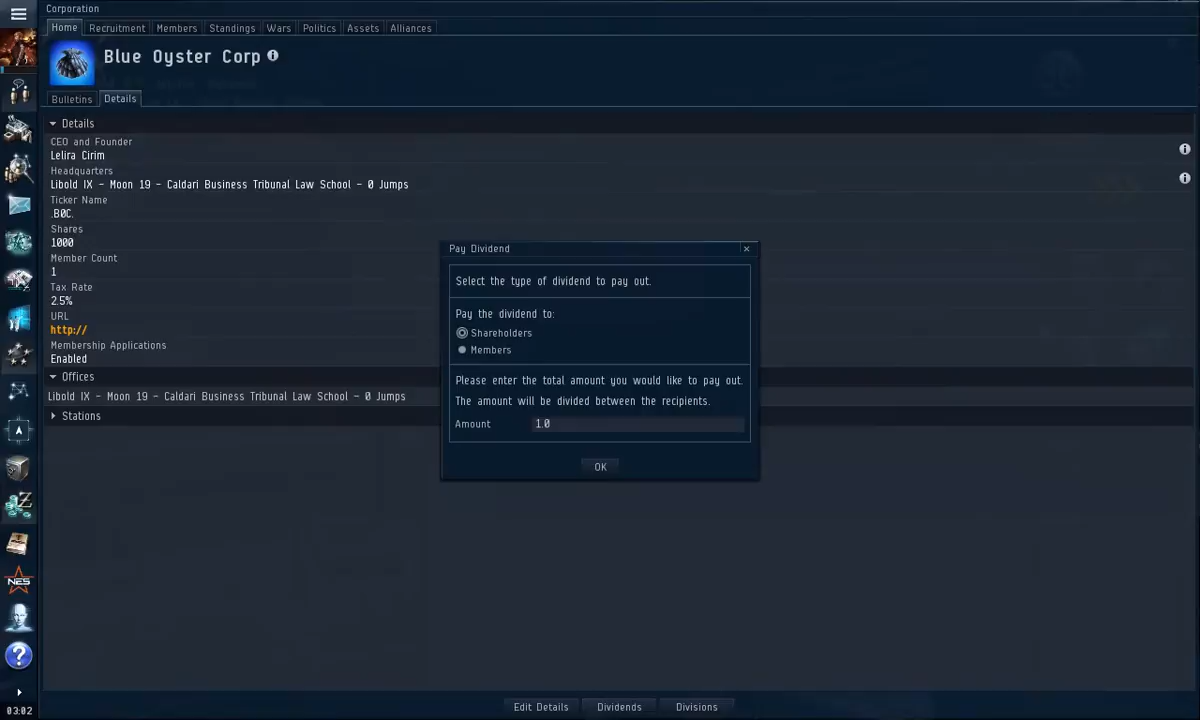 Corporation
Home Recruitment Members Standings Wars Politics Assets Alliances
Blue Oyster Corp
Bulletins Details
Details
CEO and Founder
Lelira Cirim
Headquarters
Libold IX - Moon 19 - Caldari Business Tribunal Law School - 0 Jumps
Ticker Name
.B0C.
Shares
1000
Member Count
1
Tax Rate
2.5%
URL
http://
Membership Applications
Enabled
Offices
Libold IX - Moon 19 - Caldari Business Tribunal Law School - 0 Jumps
Stations
Pay Dividend
Select the type of dividend to pay out.
Pay the dividend to:
Shareholders
Members
Please enter the total amount you would like to pay out.
The amount will be divided between the recipients.
Amount 1.0
OK
NES
?
03:02
Edit Details Dividends Divisions